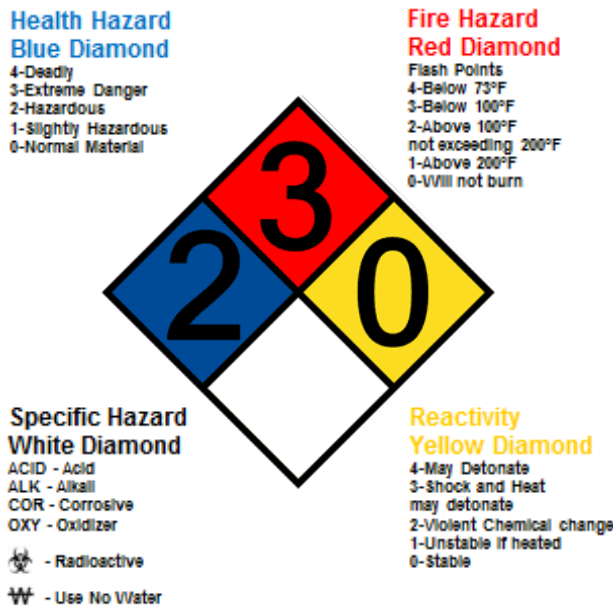 Health Hazard
Blue Diamond
4-Deadly
3-Extreme Danger
2-Hazardous
1-Slightly Hazardous
0-Normal Material
Fire Hazard
Red Diamond
Flash Points
4-Below 73°F
3-Below 100°F
2-Above 100°F
not exceeding 200°F
1-Above 200°F
0-Will not burn
3
2
0
Specific Hazard
White Diamond
ACID - Acid
ALK - Alkali
COR - Corrosive
OXY - Oxidizer
- Radioactive
W - Use No Water
Reactivity
Yellow Diamond
4-May Detonate
3-Shock and Heat
may detonate
2-Violent Chemical change
1-Unstable if heated
0-Stable